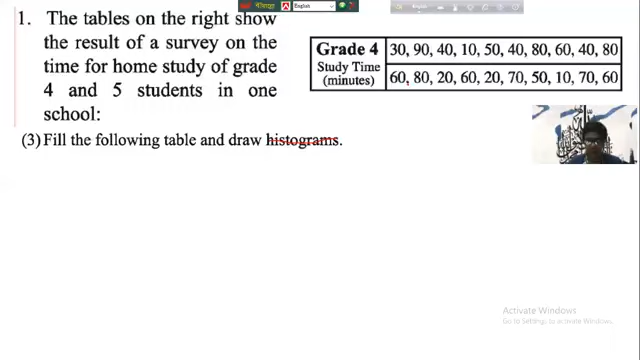 English
1. The tables on the right show
the result of a survey on the
time for home study of grade
4 and 5 students in one
school:
Grade 4
Study Time
(minutes)
30, 90, 40, 10, 50, 40, 80, 60, 40, 80
60, 80, 20, 60, 20, 70, 50, 10, 70, 60
(3) Fill the following table and draw histograms.
Activate Windows
Go to Settings to activate Windows.